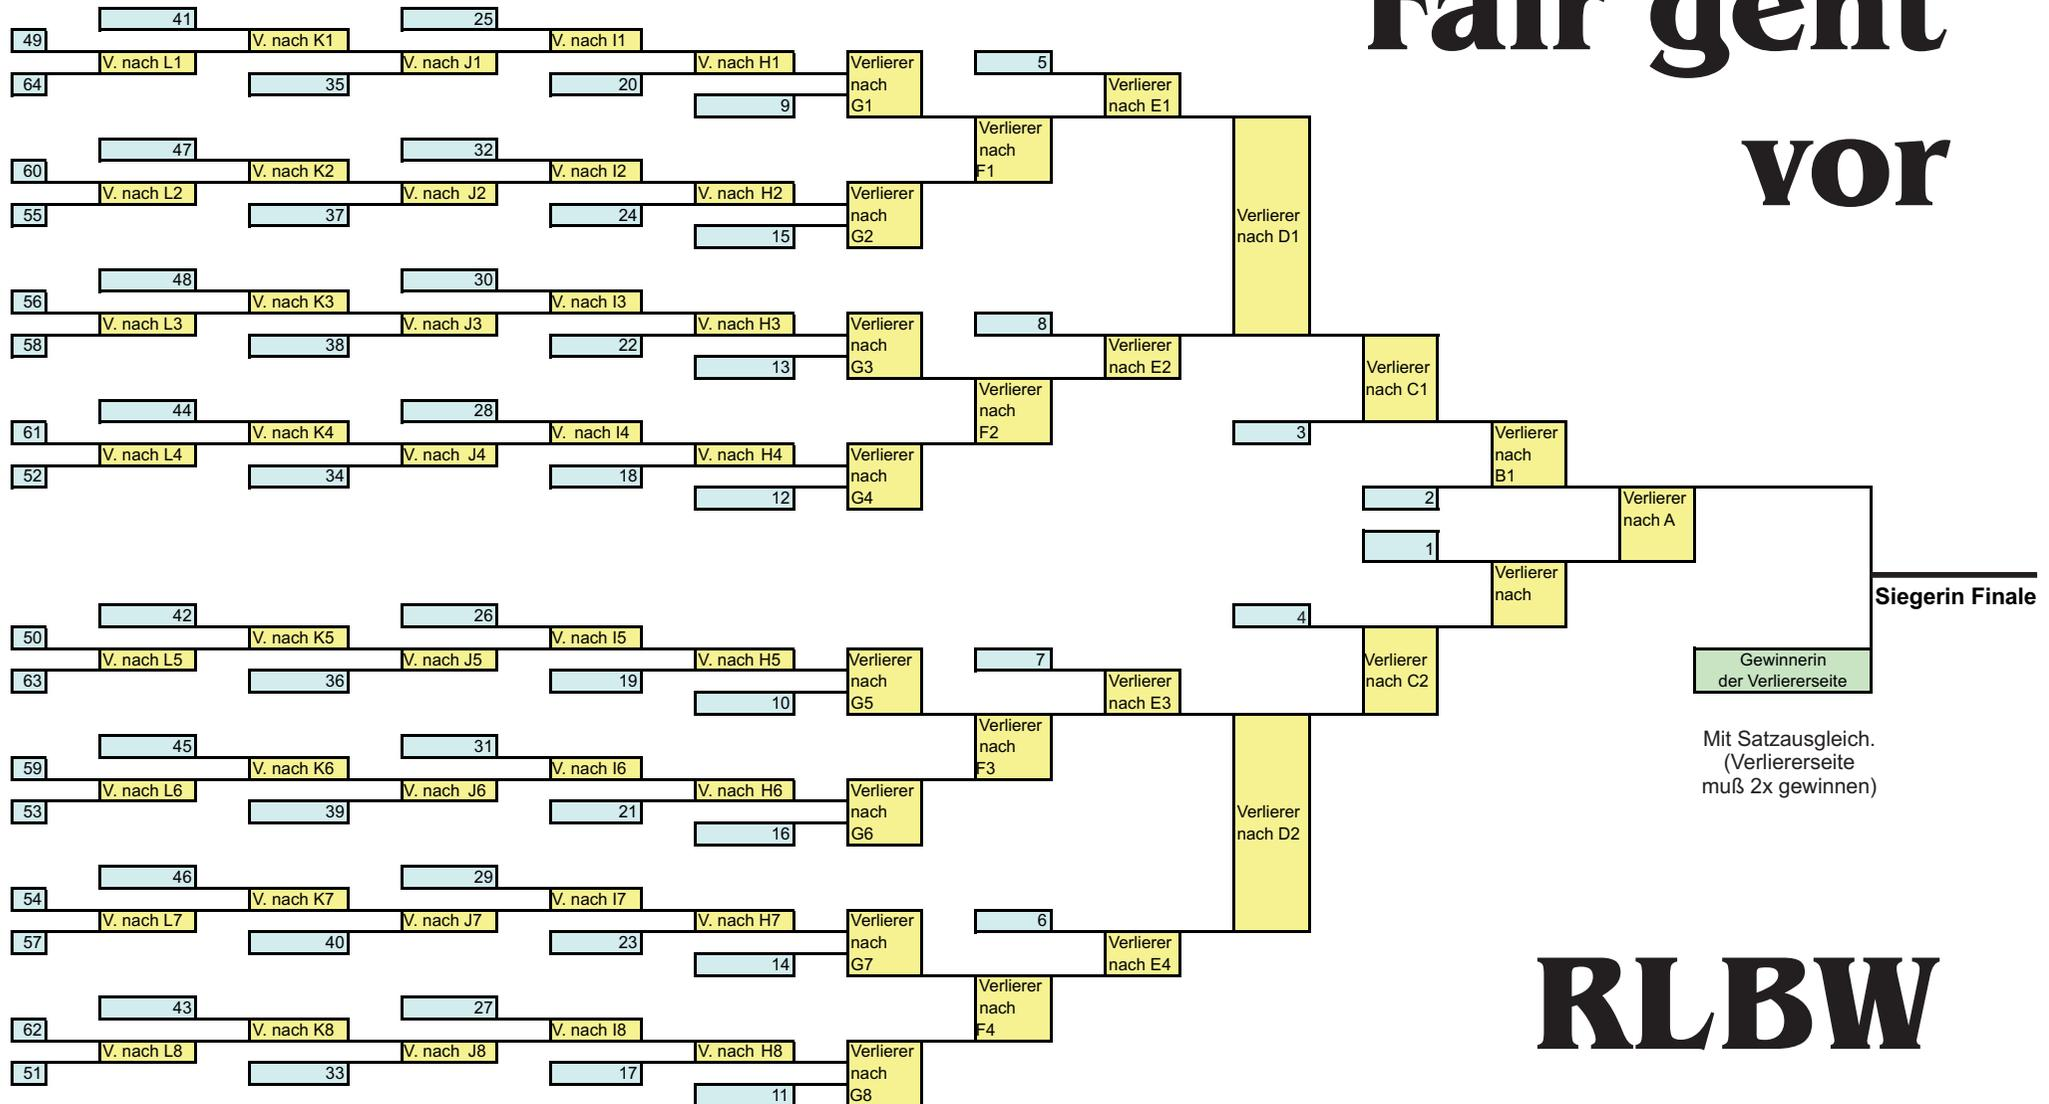 Fair geht
vor
41
25
49
V. nach K1
V. nach I1
V. nach L1
V. nach J1
V. nach H1
64
35
20
9
Verlierer
nach
G1
5
Verlierer
nach E1
47
32
60
V. nach K2
V. nach I2
V. nach L2
V. nach J2
V. nach H2
55
37
24
15
Verlierer
nach
F1
Verlierer
nach
G2
Verlierer
nach D1
48
30
56
V. nach K3
V. nach I3
V. nach L3
V. nach J3
V. nach H3
58
38
22
13
Verlierer
nach
G3
8
Verlierer
nach E2
44
28
61
V. nach K4
V. nach I4
V. nach L4
V. nach J4
V. nach H4
52
34
18
12
Verlierer
nach
F2
Verlierer
nach
G4
Verlierer
nach C1
3
Verlierer
nach
B1
2
Verlierer
nach A
1
Verlierer
nach
Siegerin Finale
42
26
50
V. nach K5
V. nach I5
V. nach L5
V. nach J5
V. nach H5
63
36
19
10
Verlierer
nach
G5
7
Verlierer
nach E3
4
Verlierer
nach C2
Gewinnerin
der Verliererseite
Mit Satzausgleich.
(Verliererseite
muß 2x gewinnen)
45
31
59
V. nach K6
V. nach I6
V. nach L6
V. nach J6
V. nach H6
53
39
21
16
Verlierer
nach
F3
Verlierer
nach
G6
Verlierer
nach D2
46
29
54
V. nach K7
V. nach I7
V. nach L7
V. nach J7
V. nach H7
57
40
23
14
Verlierer
nach
G7
6
Verlierer
nach E4
43
27
62
V. nach K8
V. nach I8
V. nach L8
V. nach J8
V. nach H8
51
33
17
11
Verlierer
nach
F4
Verlierer
nach
G8
RLBW